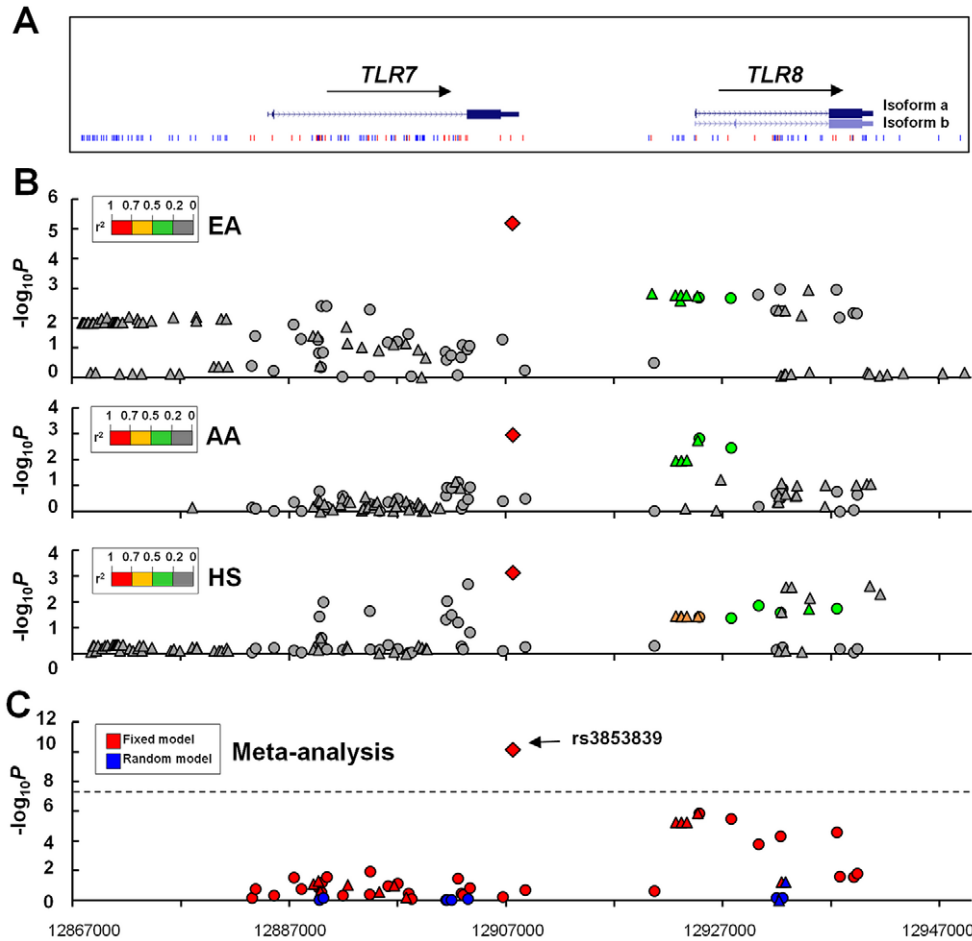 A
TLR7
TLR8
Isoform a
Isoform b
B
6
5
4
3
2
1
0
-log10P
1 0.7 0.5 0.2 0
r2
EA
4
3
2
1
0
-log10P
1 0.7 0.5 0.2 0
r2
AA
4
3
2
1
0
-log10P
1 0.7 0.5 0.2 0
r2
HS
C
12
10
8
6
4
2
0
-log10P
Fixed model
Random model
Meta-analysis
rs3853839
12867000 12887000 12907000 12927000 12947000